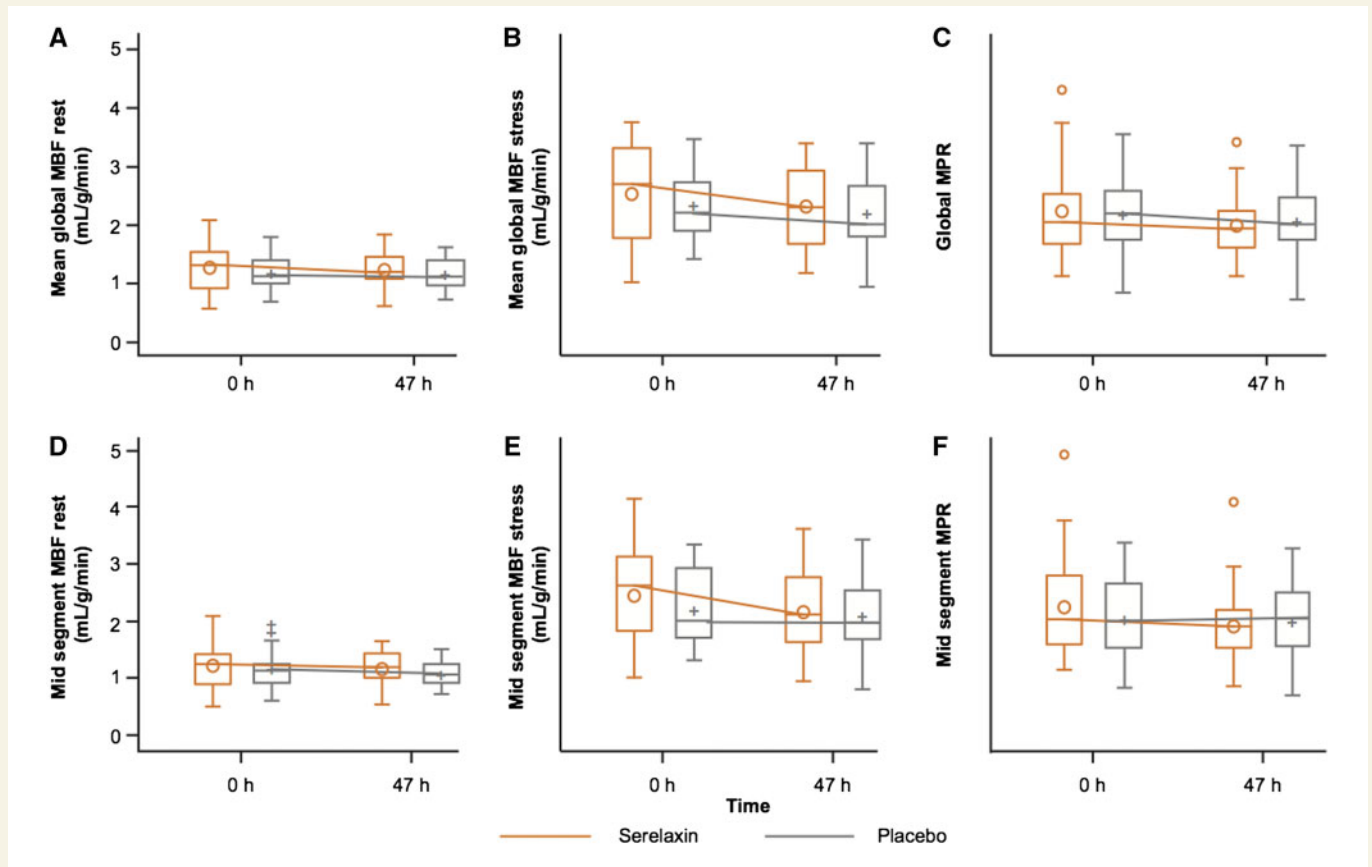 A
Mean global MBF rest
(mL/g/min)
5
4
3
2
1
0
0 h
47 h
B
Mean global MBF stress
(mL/g/min)
0 h
47 h
C
Global MPR
0 h
47 h
D
Mid segment MBF rest
(mL/g/min)
5
4
3
2
1
0
0 h
47 h
E
Mid segment MBF stress
(mL/g/min)
0 h
47 h
F
Mid segment MPR
0 h
47 h
Time
Serelaxin
Placebo